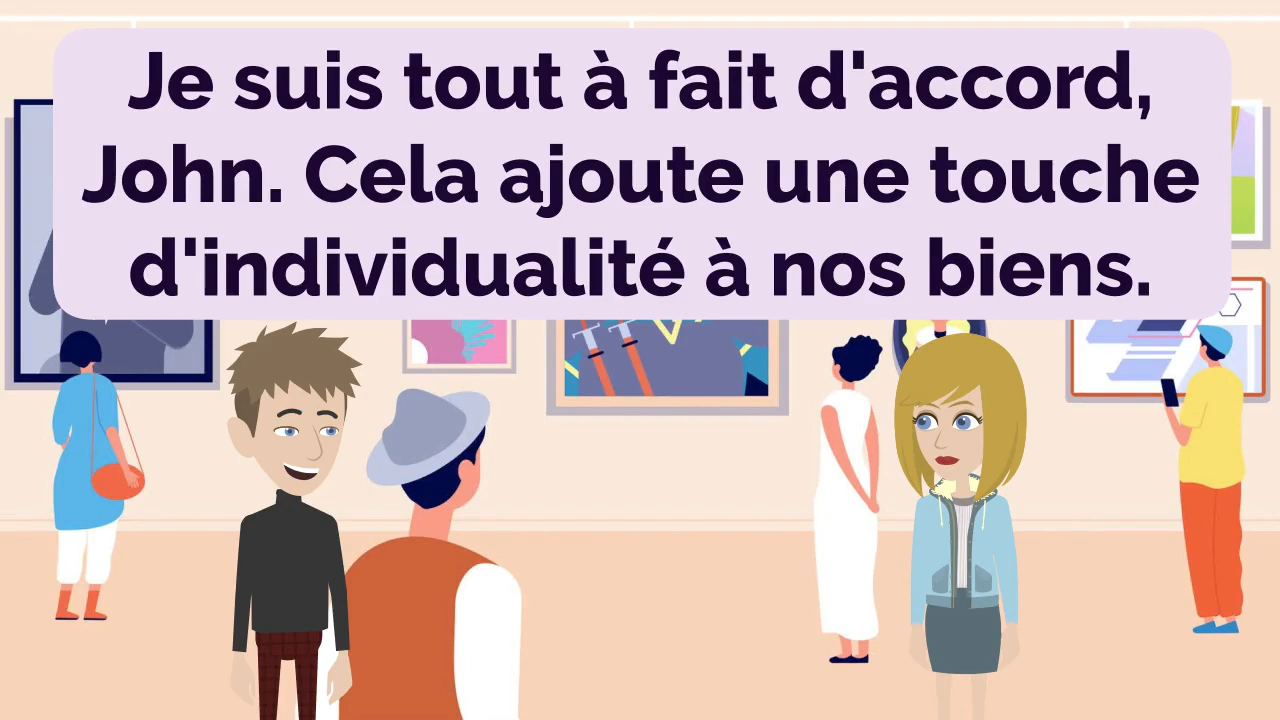 Je suis tout à fait d'accord,
John. Cela ajoute une touche
d'individualité à nos biens.